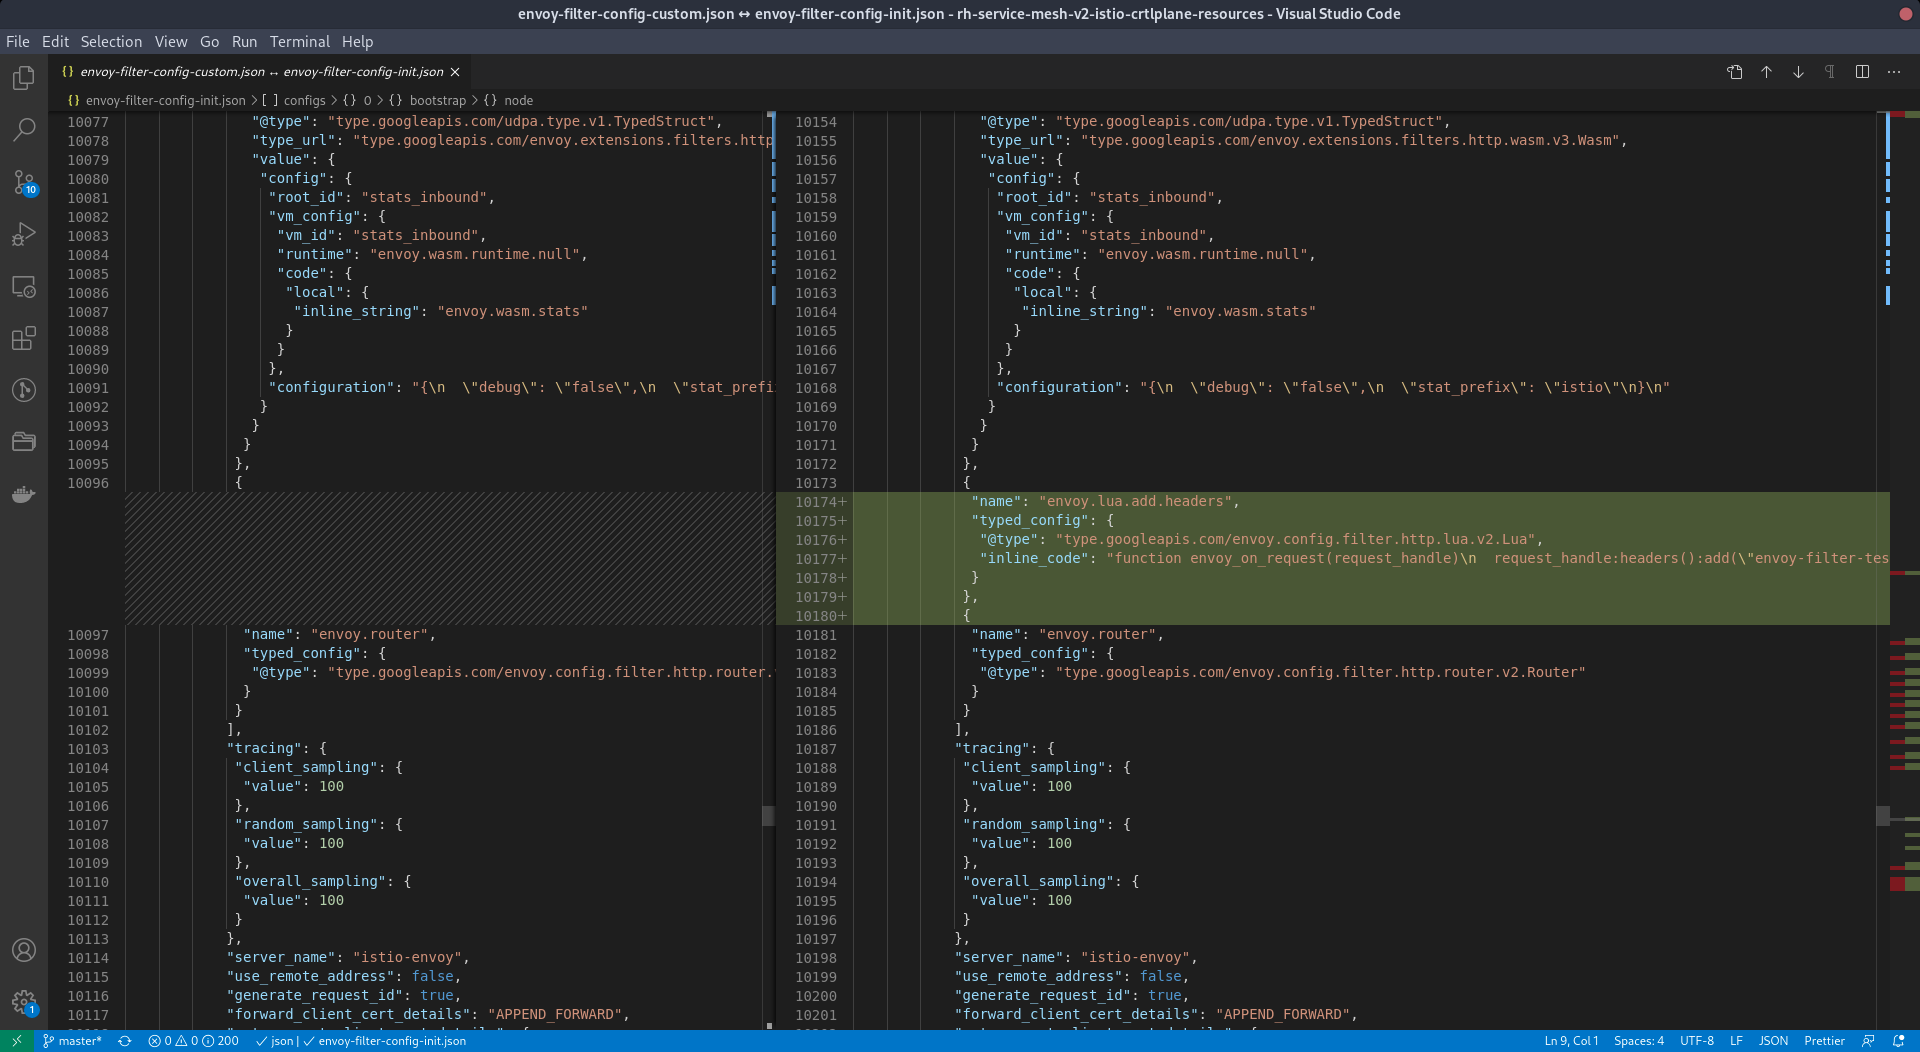 envoy-filter-config-custom.json ↔ envoy-filter-config-init.json - rh-service-mesh-v2-istio-crtlplane-resources - Visual Studio Code
File Edit Selection View Go Run Terminal Help
{} envoy-filter-config-custom.json ↔ envoy-filter-config-init.json ×
{} envoy-filter-config-init.json > [ ] configs > {} 0 > {} bootstrap > {} node
10077 "@type": "type.googleapis.com/udpa.type.v1.TypedStruct",
10078 "type_url": "type.googleapis.com/envoy.extensions.filters.http
10079 "value": {
10080 "config": {
10081 "root_id": "stats_inbound",
10082 "vm_config": {
10083 "vm_id": "stats_inbound",
10084 "runtime": "envoy.wasm.runtime.null",
10085 "code": {
10086 "local": {
10087 "inline_string": "envoy.wasm.stats"
10088 }
10089 }
10090 },
10091 "configuration": "{\n  \"debug\": \"false\",\n  \"stat_prefi
10092 }
10093 }
10094 }
10095 },
10096 {
10097 "name": "envoy.router",
10098 "typed_config": {
10099 "@type": "type.googleapis.com/envoy.config.filter.http.router.
10100 }
10101 }
10102 ],
10103 "tracing": {
10104 "client_sampling": {
10105 "value": 100
10106 },
10107 "random_sampling": {
10108 "value": 100
10109 },
10110 "overall_sampling": {
10111 "value": 100
10112 }
10113 },
10114 "server_name": "istio-envoy",
10115 "use_remote_address": false,
10116 "generate_request_id": true,
10117 "forward_client_cert_details": "APPEND_FORWARD",
10154 "@type": "type.googleapis.com/udpa.type.v1.TypedStruct",
10155 "type_url": "type.googleapis.com/envoy.extensions.filters.http.wasm.v3.Wasm",
10156 "value": {
10157 "config": {
10158 "root_id": "stats_inbound",
10159 "vm_config": {
10160 "vm_id": "stats_inbound",
10161 "runtime": "envoy.wasm.runtime.null",
10162 "code": {
10163 "local": {
10164 "inline_string": "envoy.wasm.stats"
10165 }
10166 }
10167 },
10168 "configuration": "{\n  \"debug\": \"false\",\n  \"stat_prefix\": \"istio\"\n}\n"
10169 }
10170 }
10171 }
10172 },
10173 {
10174+ "name": "envoy.lua.add.headers",
10175+ "typed_config": {
10176+ "@type": "type.googleapis.com/envoy.config.filter.http.lua.v2.Lua",
10177+ "inline_code": "function envoy_on_request(request_handle)\n  request_handle:headers():add(\"envoy-filter-tes
10178+ }
10179+ },
10180+ {
10181 "name": "envoy.router",
10182 "typed_config": {
10183 "@type": "type.googleapis.com/envoy.config.filter.http.router.v2.Router"
10184 }
10185 }
10186 ],
10187 "tracing": {
10188 "client_sampling": {
10189 "value": 100
10190 },
10191 "random_sampling": {
10192 "value": 100
10193 },
10194 "overall_sampling": {
10195 "value": 100
10196 }
10197 },
10198 "server_name": "istio-envoy",
10199 "use_remote_address": false,
10200 "generate_request_id": true,
10201 "forward_client_cert_details": "APPEND_FORWARD",
10
1
master* 0 0 200 ✓ json | ✓ envoy-filter-config-init.json
Ln 9, Col 1 Spaces: 4 UTF-8 LF JSON Prettier